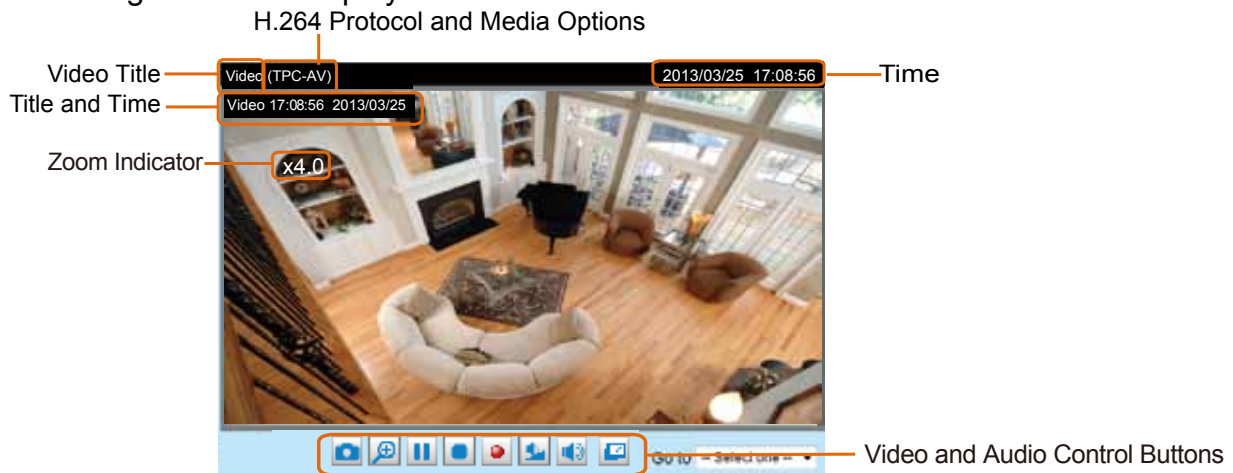 H.264 Protocol and Media Options
Video Title
Video (TPC-AV)
2013/03/25 17:08:56
Time
Title and Time
Video 17:08:56 2013/03/25
Zoom Indicator
x4.0
Go to
-- Select one --
Video and Audio Control Buttons